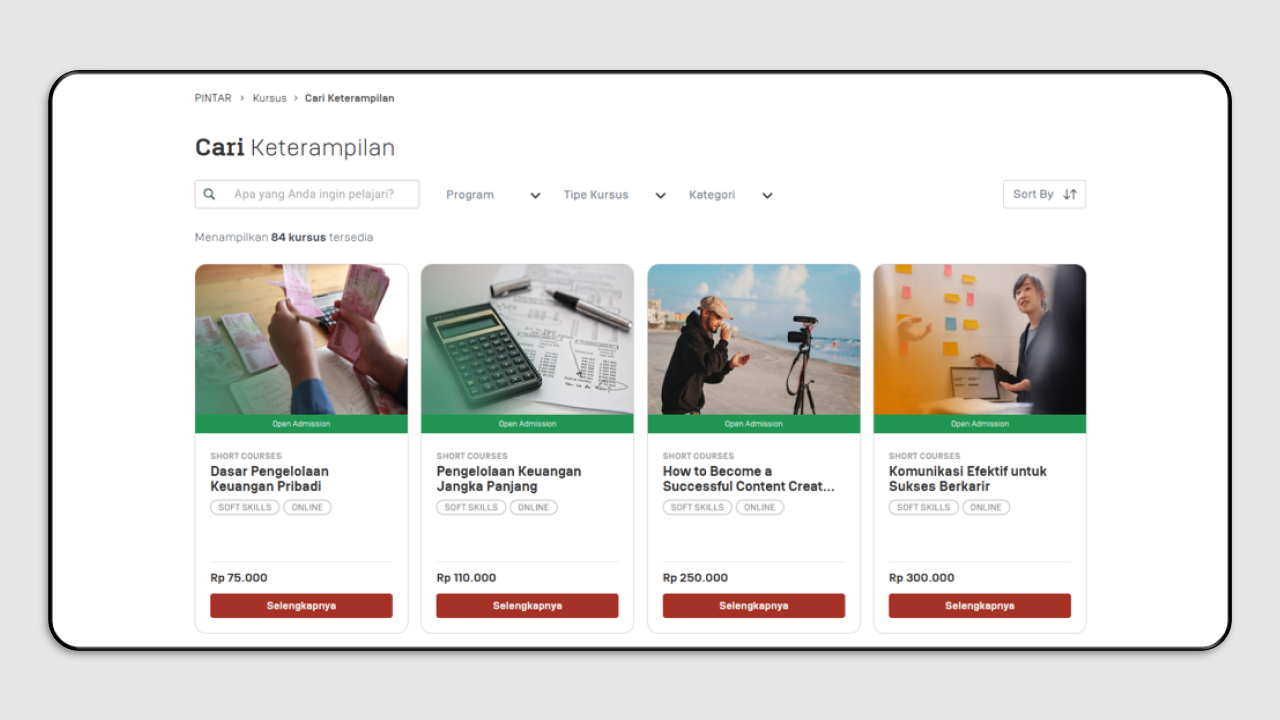 PINTAR > Kursus > Cari Keterampilan
Cari Keterampilan
Apa yang Anda ingin pelajari?
Program
Tipe Kursus
Kategori
Sort By
Menampilkan 84 kursus tersedia
Open Admission
SHORT COURSES
Dasar Pengelolaan
Keuangan Pribadi
SOFT SKILLS
ONLINE
Rp 75.000
Selengkapnya
Open Admission
SHORT COURSES
Pengelolaan Keuangan
Jangka Panjang
SOFT SKILLS
ONLINE
Rp 110.000
Selengkapnya
Open Admission
SHORT COURSES
How to Become a
Successful Content Creat...
SOFT SKILLS
ONLINE
Rp 250.000
Selengkapnya
Open Admission
SHORT COURSES
Komunikasi Efektif untuk
Sukses Berkarir
SOFT SKILLS
ONLINE
Rp 300.000
Selengkapnya